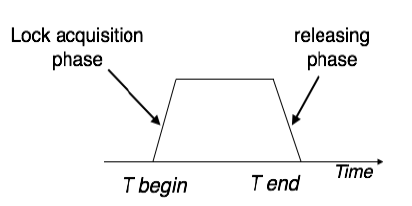 Lock acquisition
phase
releasing
phase
T begin
T end
Time